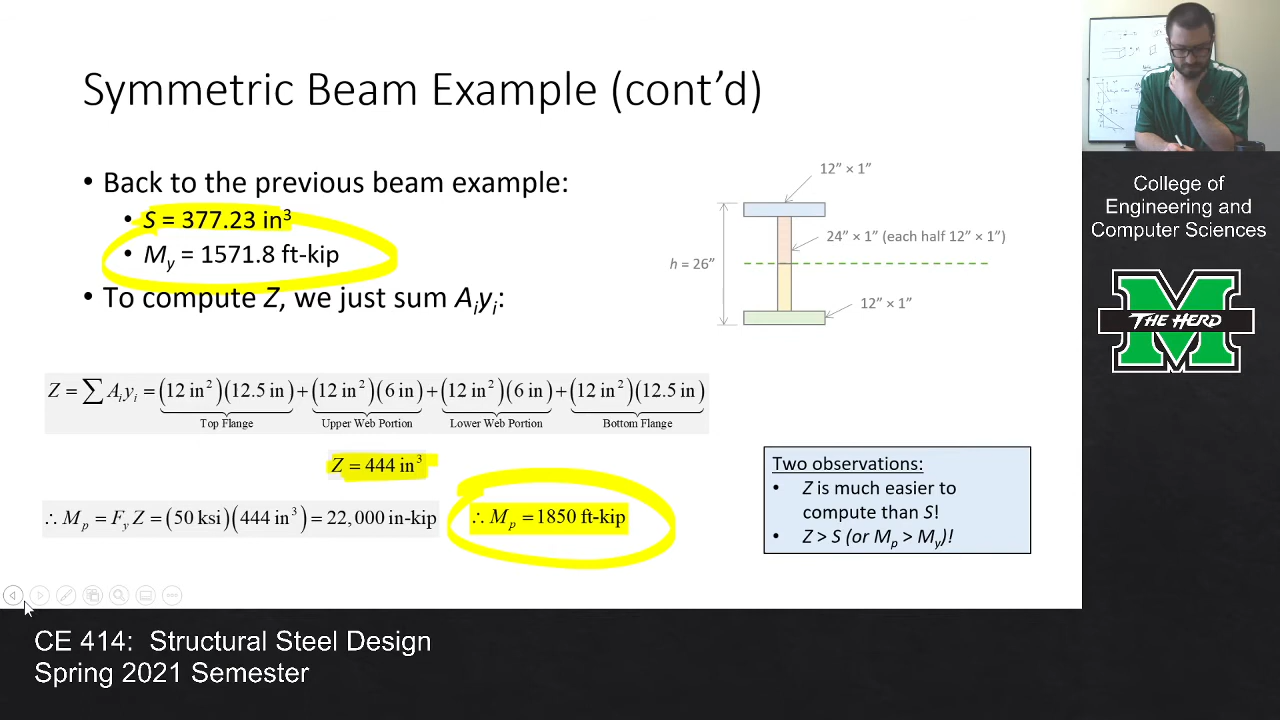 Symmetric Beam Example (cont’d)
• Back to the previous beam example:
• S = 377.23 in³
• My = 1571.8 ft-kip
• To compute Z, we just sum Aᵢyᵢ:
12” × 1”
24” × 1” (each half 12” × 1”)
h = 26”
12” × 1”
Z = ∑ Aᵢyᵢ = (12 in²)(12.5 in) + (12 in²)(6 in) + (12 in²)(6 in) + (12 in²)(12.5 in)
Top Flange Upper Web Portion Lower Web Portion Bottom Flange
Z = 444 in³
∴ Mp = FyZ = (50 ksi)(444 in³) = 22,000 in-kip ∴ Mp = 1850 ft-kip
Two observations:
• Z is much easier to
compute than S!
• Z > S (or Mp > My)!
College of
Engineering and
Computer Sciences
THE HERD
CE 414: Structural Steel Design
Spring 2021 Semester